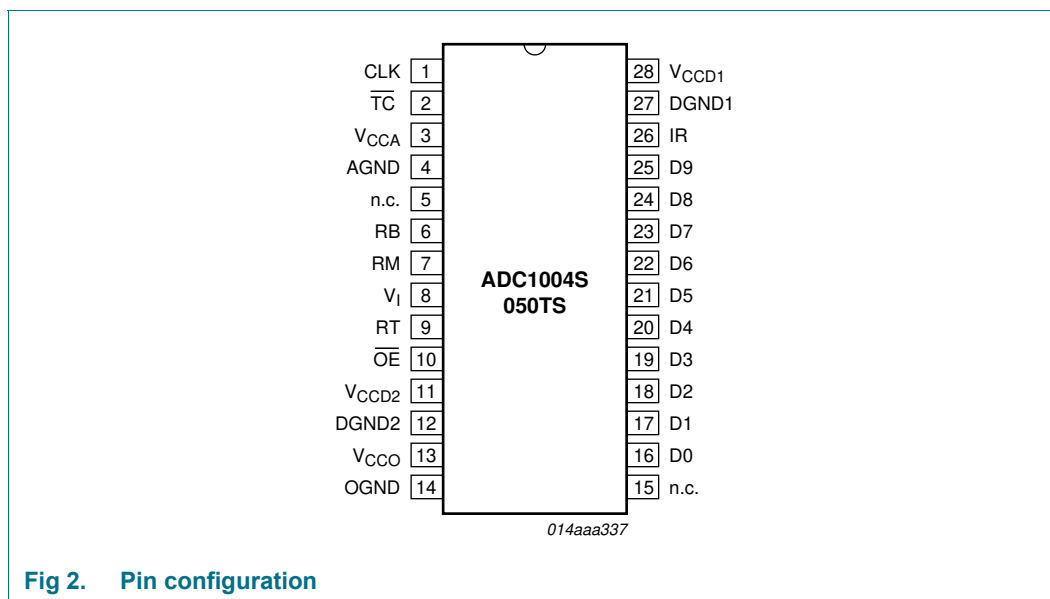 CLK 1 28 VCCD1
TC 2 27 DGND1
VCCA 3 26 IR
AGND 4 25 D9
n.c. 5 24 D8
RB 6 23 D7
RM 7 22 D6
VI 8 21 D5
RT 9 20 D4
OE 10 19 D3
VCCD2 11 18 D2
DGND2 12 17 D1
VCCO 13 16 D0
OGND 14 15 n.c.
ADC1004S
050TS
014aaa337
Fig 2. Pin configuration